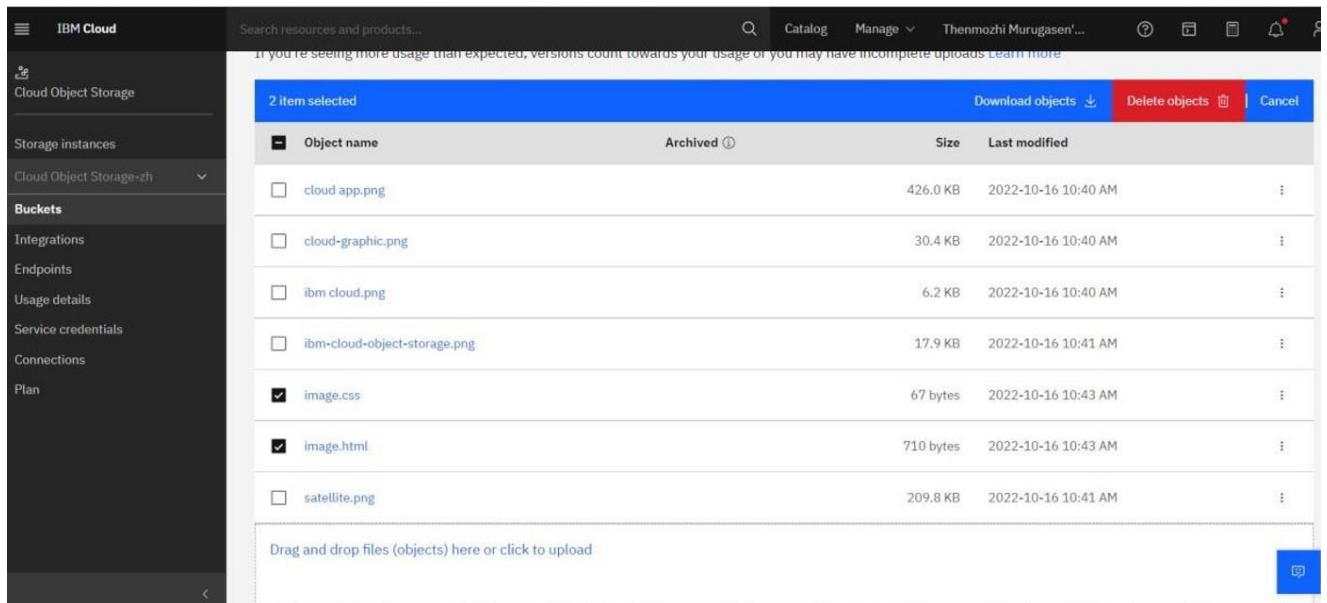 IBM Cloud
Search resources and products...
Catalog
Manage
Thenmozhi Murugasen'...
If you're seeing more usage than expected, versions count towards your usage or you may have incomplete uploads Learn more
Cloud Object Storage
Storage instances
Cloud Object Storage-zh
Buckets
Integrations
Endpoints
Usage details
Service credentials
Connections
Plan
2 item selected
Download objects
Delete objects
Cancel
Object name Archived Size Last modified
cloud app.png 426.0 KB 2022-10-16 10:40 AM
cloud-graphic.png 30.4 KB 2022-10-16 10:40 AM
ibm cloud.png 6.2 KB 2022-10-16 10:40 AM
ibm-cloud-object-storage.png 17.9 KB 2022-10-16 10:41 AM
image.css 67 bytes 2022-10-16 10:43 AM
image.html 710 bytes 2022-10-16 10:43 AM
satellite.png 209.8 KB 2022-10-16 10:41 AM
Drag and drop files (objects) here or click to upload